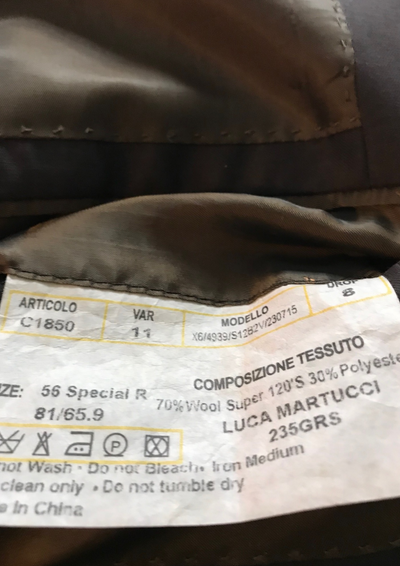 ARTICOLO VAR MODELLO DROP
C1850 11 X6/4939/S12B2V/230715 8
COMPOSIZIONE TESSUTO
IZE: 56 Special R 70%Wool Super 120'S 30% Polyeste
81/65.9 LUCA MARTUCCI
235GRS
not Wash · Do not Bleach · Iron Medium
clean only · Do not tumble dry
e In China